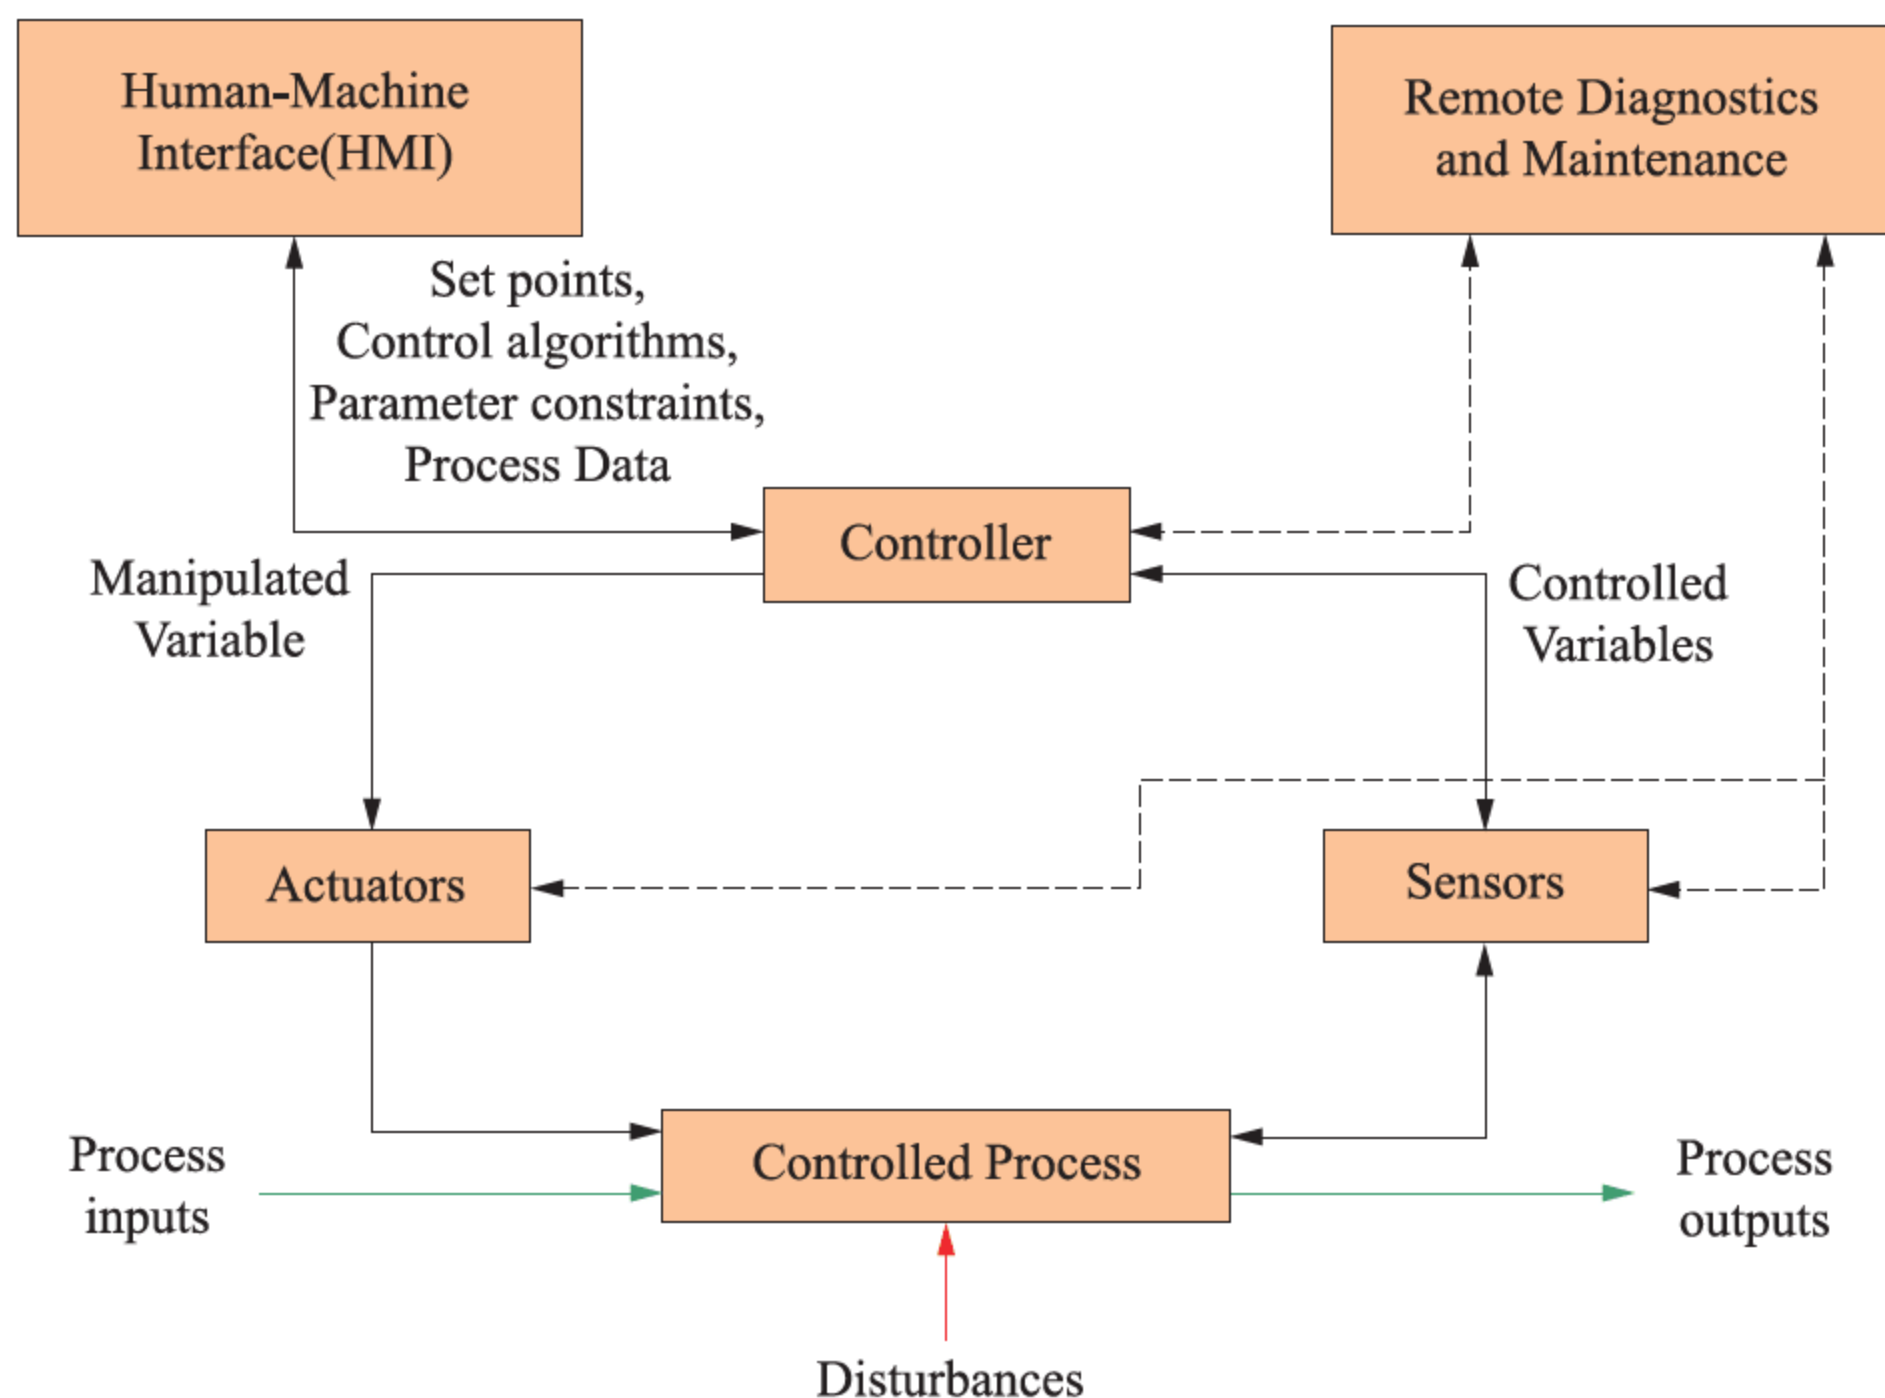 Human-Machine
Interface(HMI)
Remote Diagnostics
and Maintenance
Set points,
Control algorithms,
Parameter constraints,
Process Data
Controller
Manipulated
Variable
Controlled
Variables
Actuators
Sensors
Process
inputs
Controlled Process
Process
outputs
Disturbances